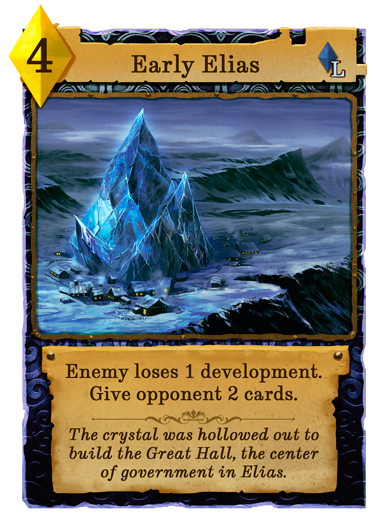 4
Early Elias
L
Enemy loses 1 development.
Give opponent 2 cards.
The crystal was hollowed out to
build the Great Hall, the center
of government in Elias.